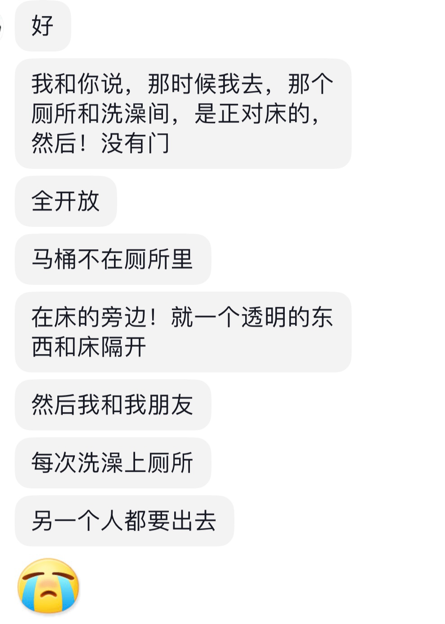 好
我和你说，那时候我去，那个
厕所和洗澡间，是正对床的，
然后！没有门
全开放
马桶不在厕所里
在床的旁边！就一个透明的东
西和床隔开
然后我和我朋友
每次洗澡上厕所
另一个人都要出去